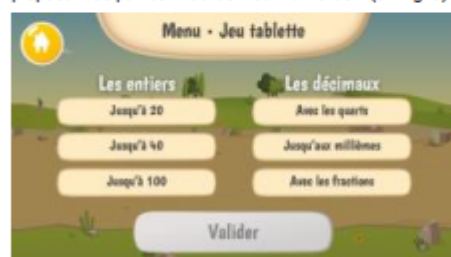 Menu - Jeu tablette
Les entiers
Jusqu'à 20
Jusqu'à 40
Jusqu'à 100
Les décimaux
Avec les quarts
Jusqu'aux millièmes
Avec les fractions
Valider